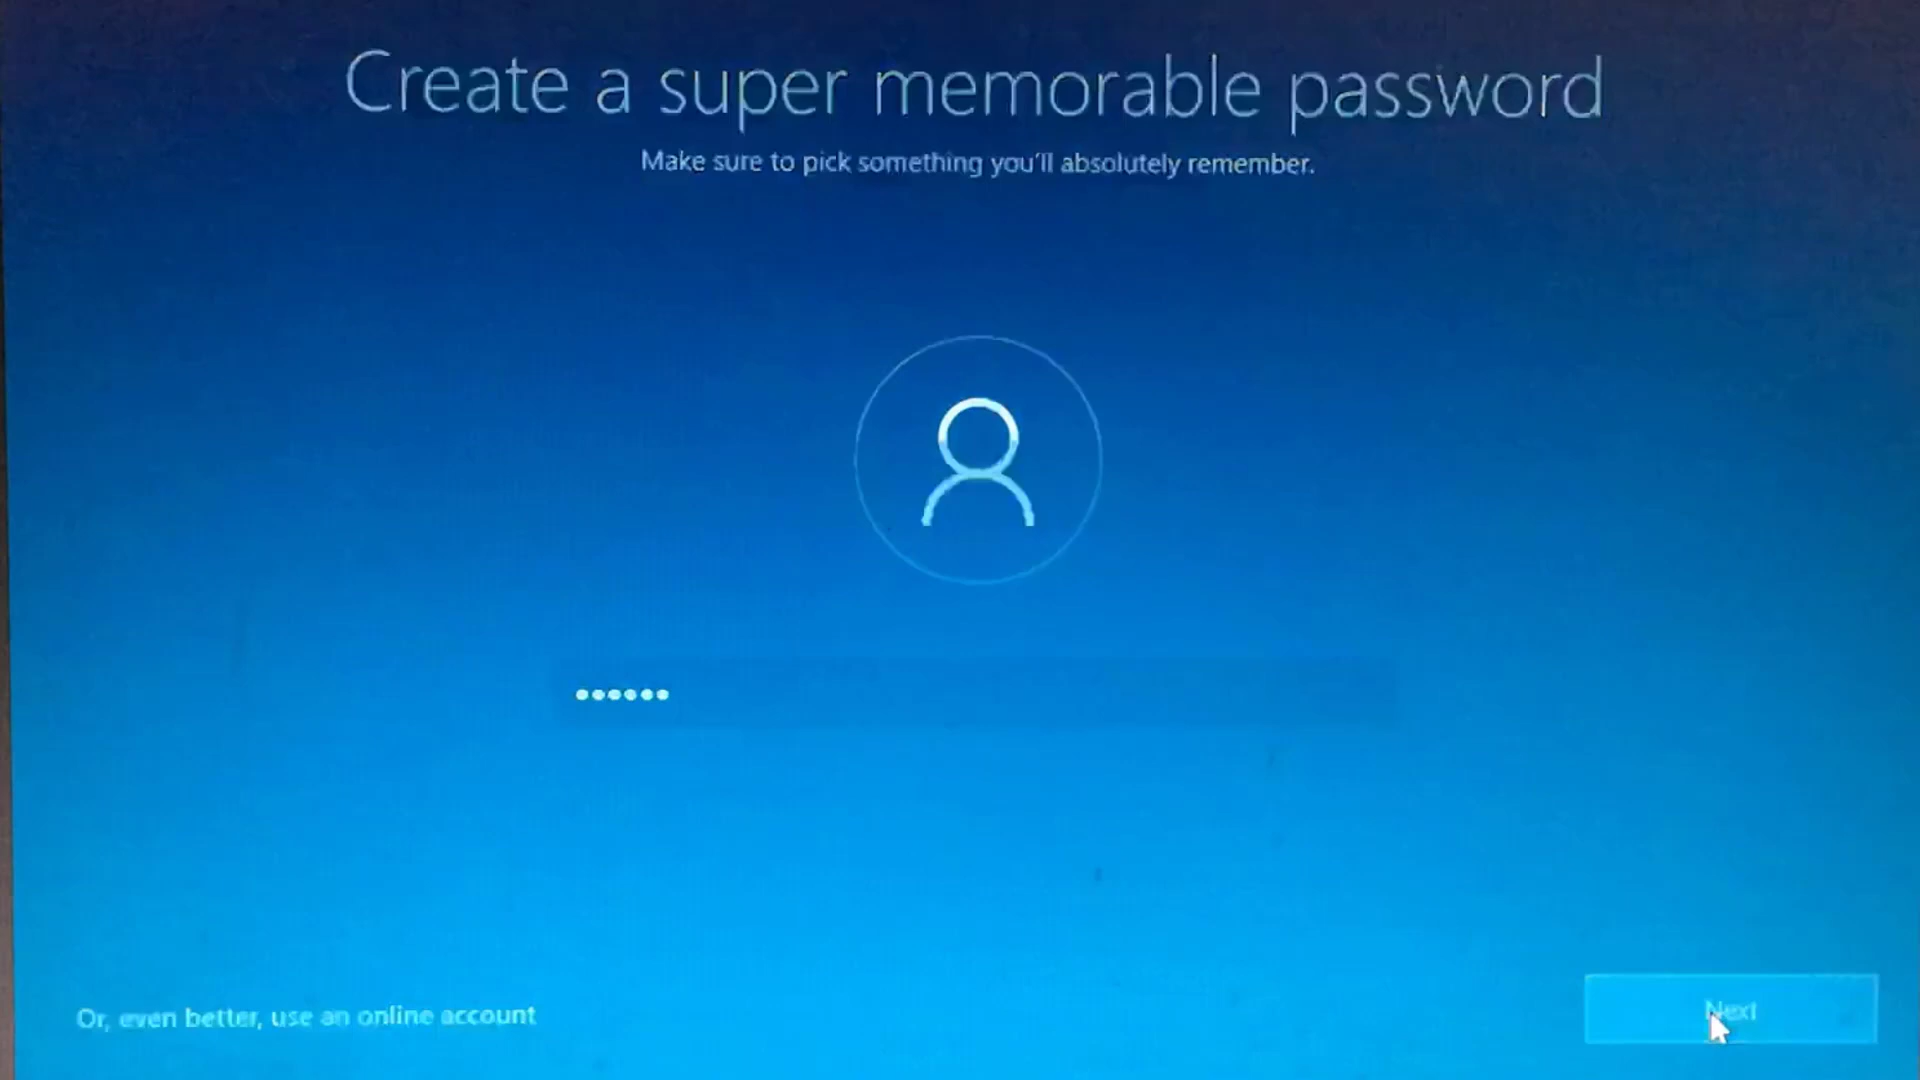 Create a super memorable password
Make sure to pick something you'll absolutely remember.
••••••
Or, even better, use an online account
Next